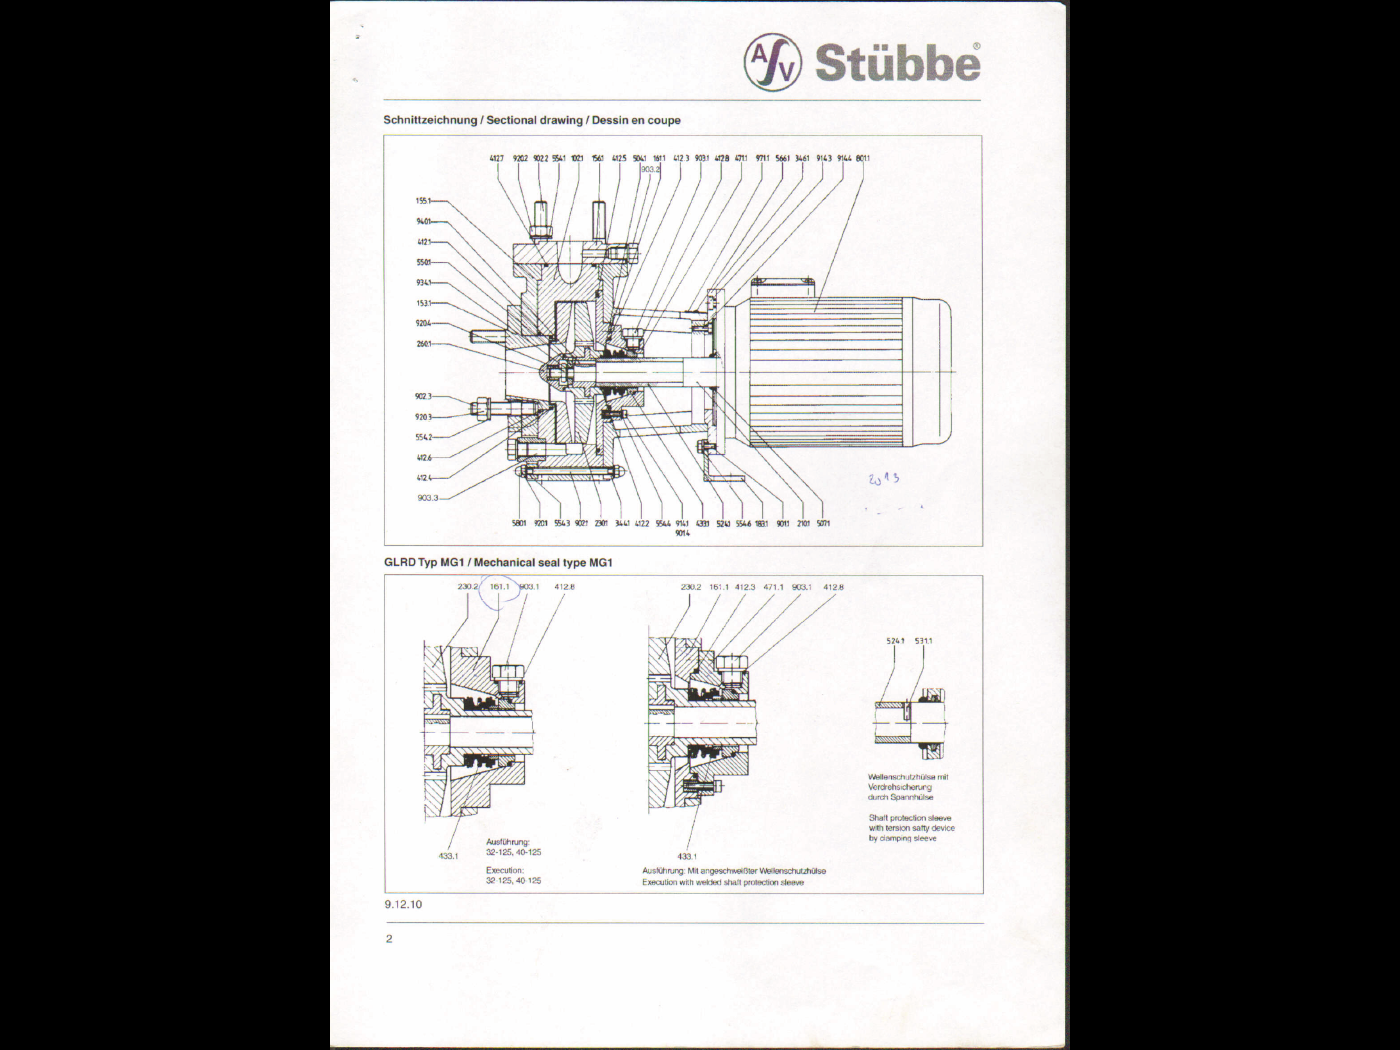 ASV Stübbe®
Schnittzeichnung / Sectional drawing / Dessin en coupe
412.7 920.2 902.2 554.1 102.1 156.1 412.5 504.1 161.1 412.3 903.1 412.8 471.1 971.1 566.1 346.1 914.3 914.4 801.1
903.2
155.1
940.1
412.1
550.1
934.1
153.1
920.4
260.1
902.3
920.3
554.2
412.6
412.4
903.3
2013
580.1 920.1 554.3 902.1 230.1 344.1 412.2 554.4 914.1 433.1 524.1 554.6 183.1 901.1 210.1 507.1
901.4
GLRD Typ MG1 / Mechanical seal type MG1
230.2 161.1 903.1 412.8
230.2 161.1 412.3 471.1 903.1 412.8
524.1 531.1
Wellenschutzhülse mit
Verdrehsicherung
durch Spannhülse
Shaft protection sleeve
with tension safty device
by clamping sleeve
433.1
Ausführung:
32-125, 40-125
Execution:
32-125, 40-125
433.1
Ausführung: Mit angeschweißter Wellenschutzhülse
Execution with welded shaft protection sleeve
9.12.10
2